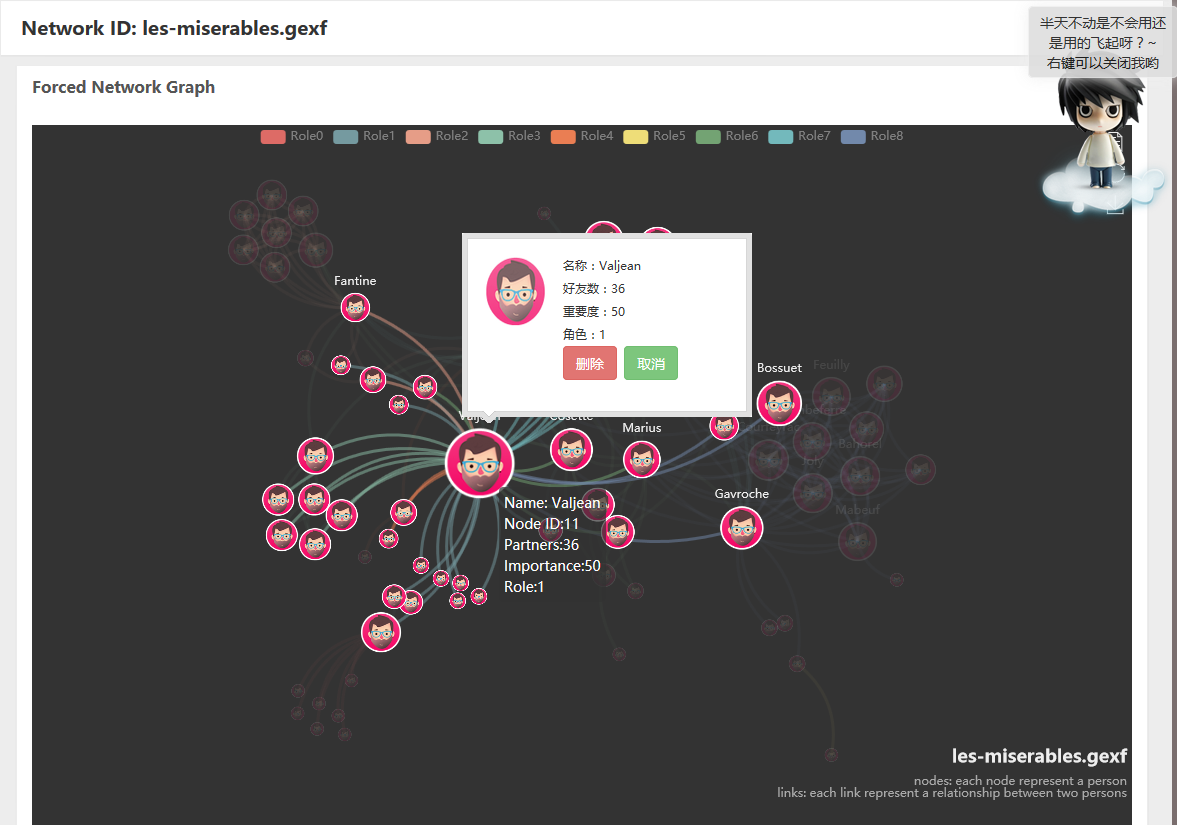 Network ID: les-miserables.gexf
半天不动是不会用还
是用的飞起呀？~
右键可以关闭我哟
Forced Network Graph
Role0 Role1 Role2 Role3 Role4 Role5 Role6 Role7 Role8
Fantine
名称：Valjean
好友数：36
重要度：50
角色：1
删除 取消
Bossuet
Feuilly
Valjean
Cosette
Marius
Bahorel
Joly
Gavroche
Mabeuf
Name: Valjean
Node ID:11
Partners:36
Importance:50
Role:1
les-miserables.gexf
nodes: each node represent a person
links: each link represent a relationship between two persons